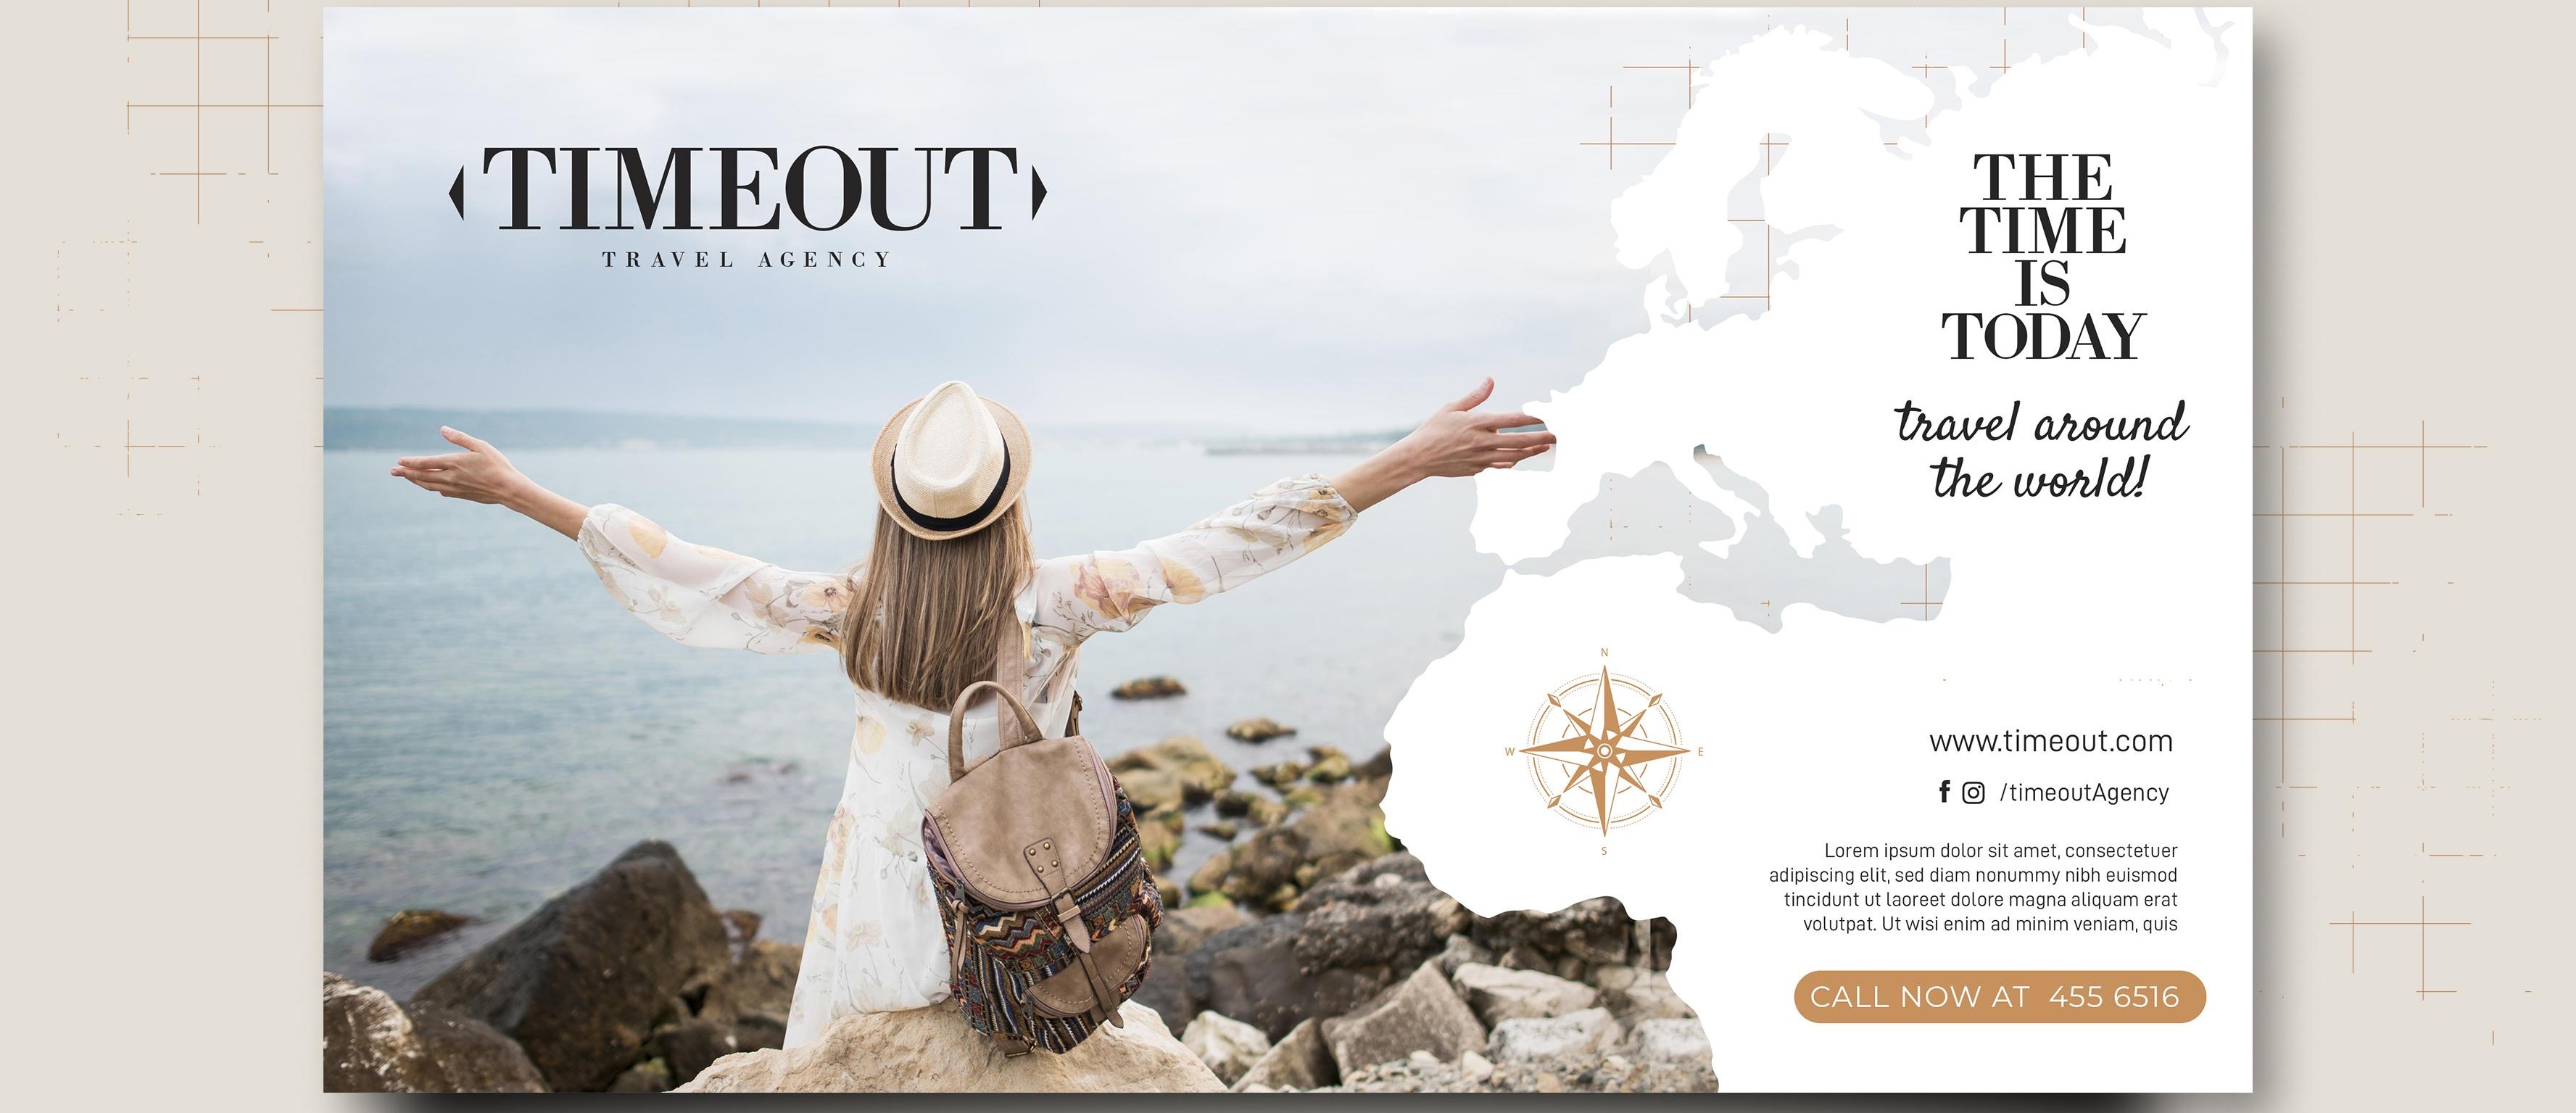 TIMEOUT
TRAVEL AGENCY
THE
TIME
IS
TODAY
travel around
the world!
N
W
E
S
www.timeout.com
/timeoutAgency
Lorem ipsum dolor sit amet, consectetuer
adipiscing elit, sed diam nonummy nibh euismod
tincidunt ut laoreet dolore magna aliquam erat
volutpat. Ut wisi enim ad minim veniam, quis
CALL NOW AT 455 6516